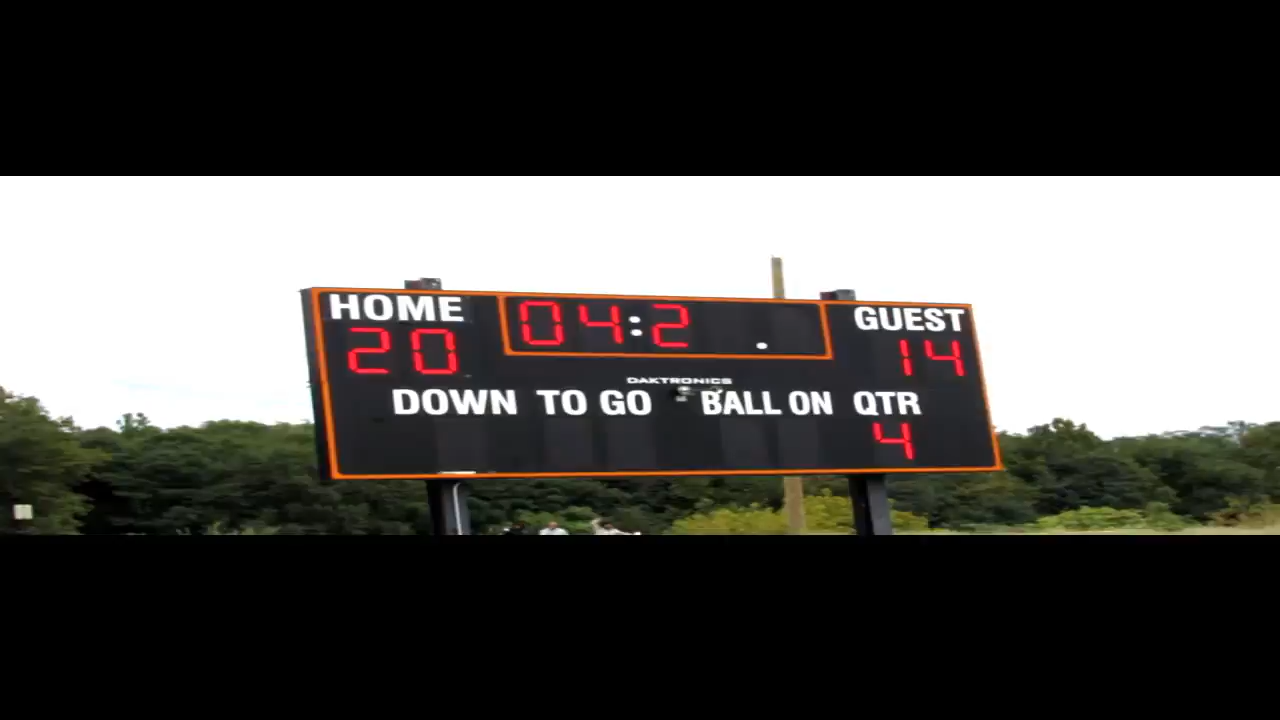 HOME 04:2 . GUEST
20 14
DAKTRONICS
DOWN TO GO BALL ON QTR
4